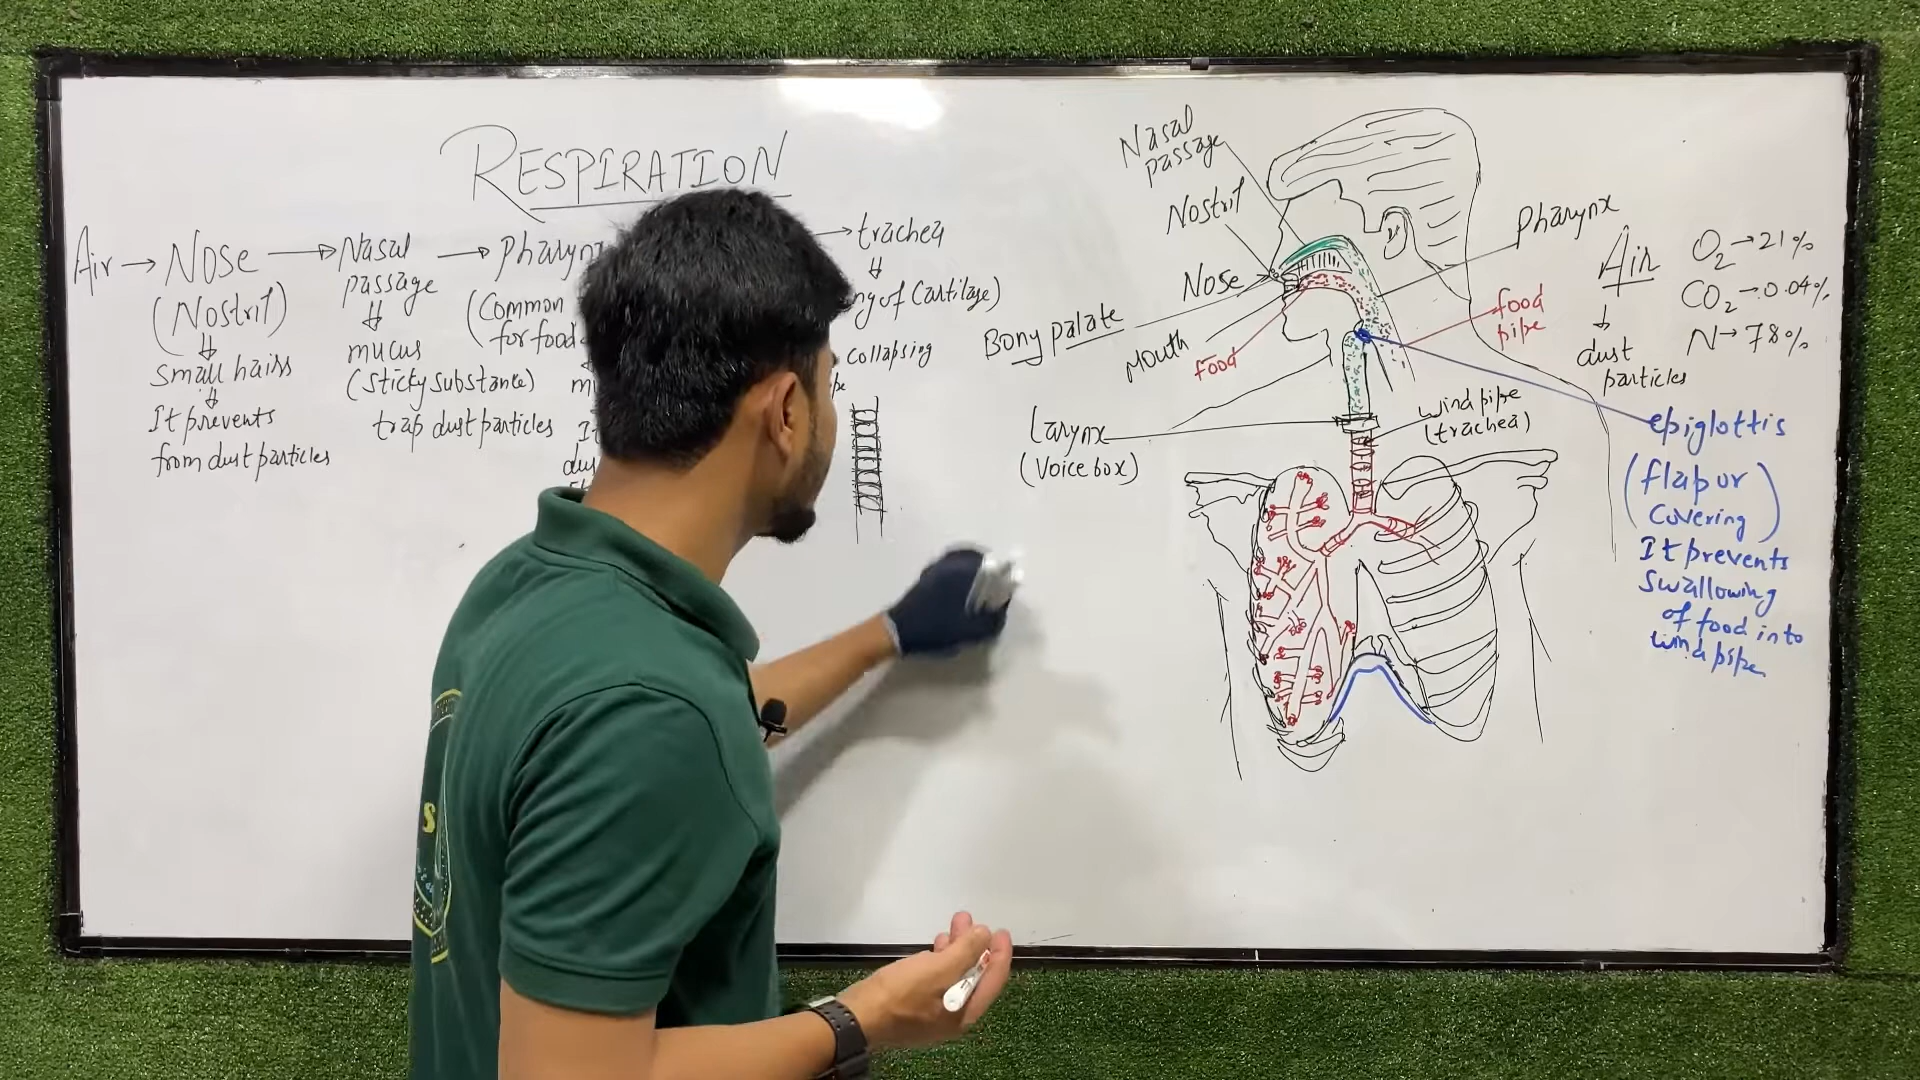 RESPIRATION
Air → Nose → Nasal → Pharynx
passage
(Nostril)
⇓
small hairs
⇓
It prevents
from dust particles
⇓
mucus
(sticky substance)
trap dust particles
(Common
for food
It
→ trachea
⇓
of Cartilage)
collapsing
Nasal
passage
Nostril
Nose
Bony palate
Mouth
food
Larynx
(Voice box)
Pharynx
food
pipe
wind pipe
(trachea)
Air
↓
dust
particles
O2 → 21%
CO2 → 0.04%
N → 78%
epiglottis
(flap or
covering)
It prevents
swallowing
of food into
wind pipe
S